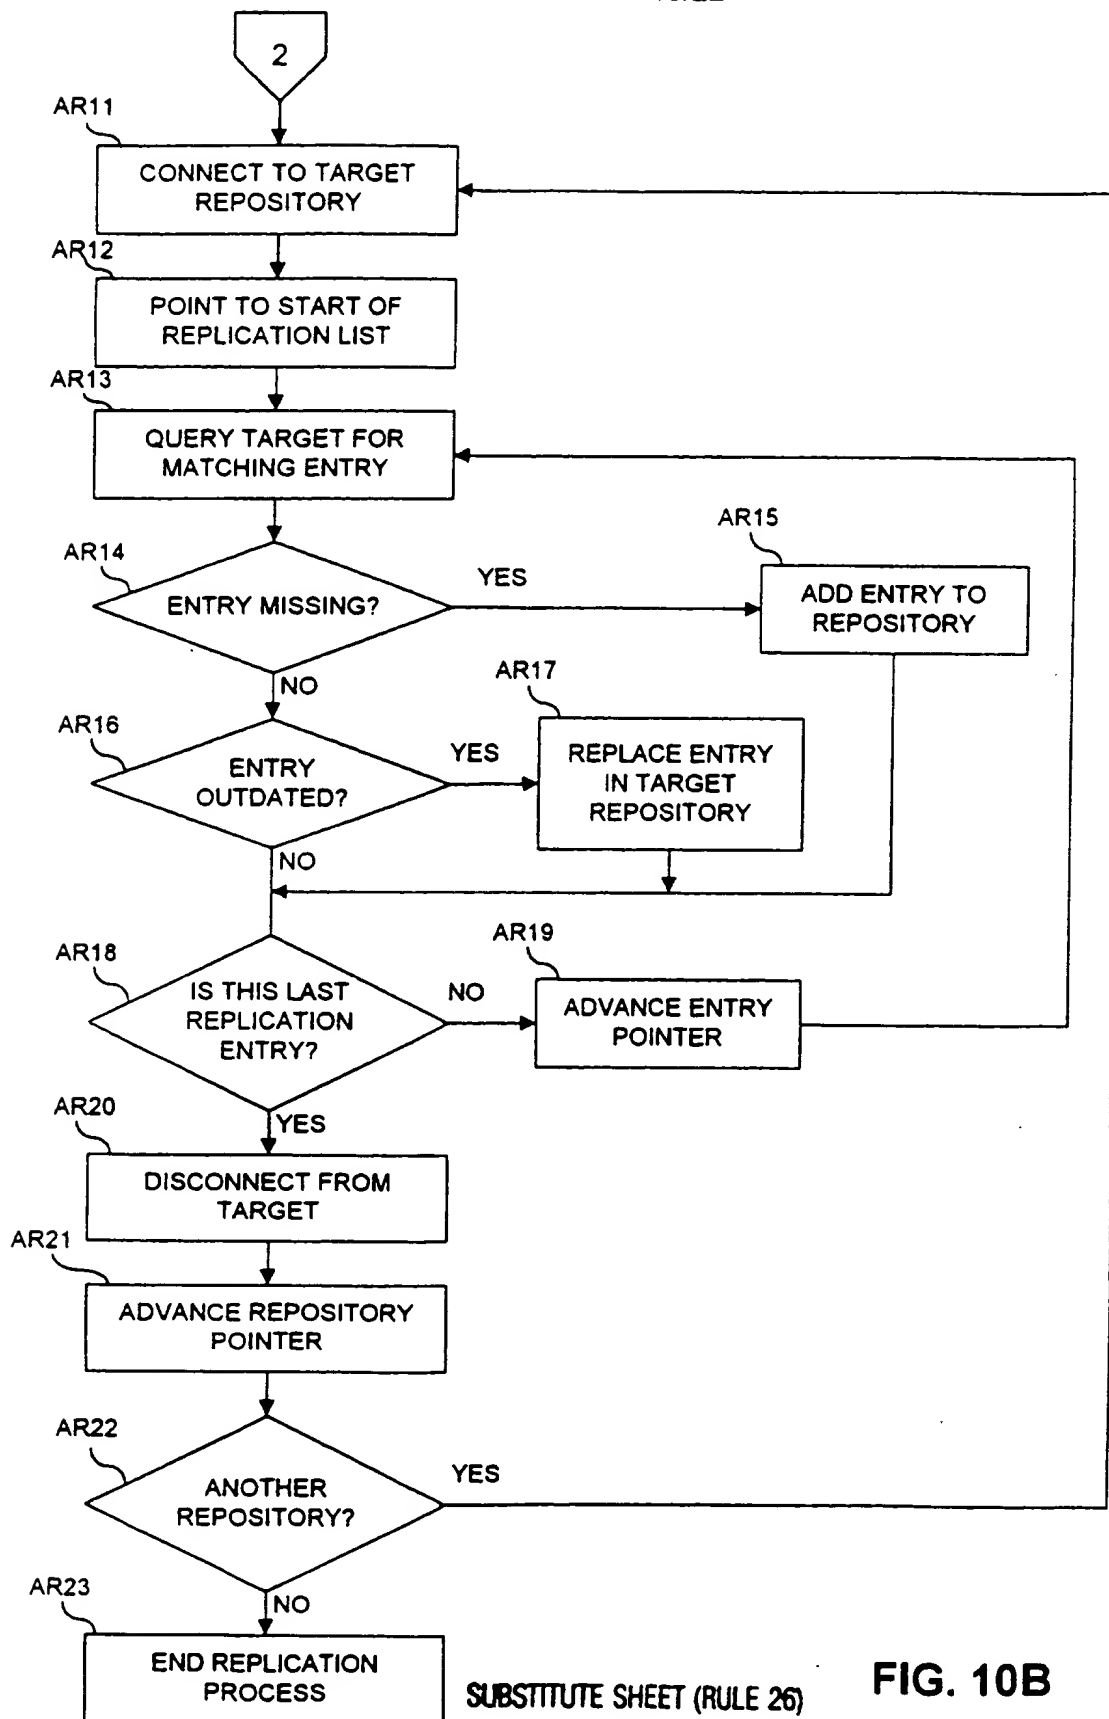 2
AR11
CONNECT TO TARGET
REPOSITORY
AR12
POINT TO START OF
REPLICATION LIST
AR13
QUERY TARGET FOR
MATCHING ENTRY
AR14
ENTRY MISSING?
YES
AR15
ADD ENTRY TO
REPOSITORY
NO
AR16
ENTRY
OUTDATED?
YES
AR17
REPLACE ENTRY
IN TARGET
REPOSITORY
NO
AR18
IS THIS LAST
REPLICATION
ENTRY?
NO
AR19
ADVANCE ENTRY
POINTER
YES
AR20
DISCONNECT FROM
TARGET
AR21
ADVANCE REPOSITORY
POINTER
AR22
ANOTHER
REPOSITORY?
YES
NO
AR23
END REPLICATION
PROCESS
SUBSTITUTE SHEET (RULE 26)
FIG. 10B